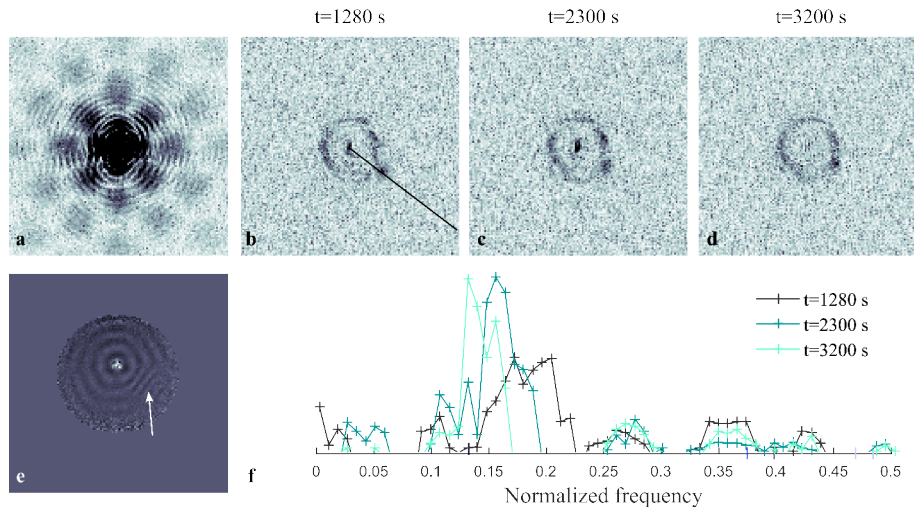 t=1280 s
t=2300 s
t=3200 s
a
b
c
d
e
f
t=1280 s
t=2300 s
t=3200 s
0
0.05
0.1
0.15
0.2
0.25
0.3
0.35
0.4
0.45
0.5
Normalized frequency